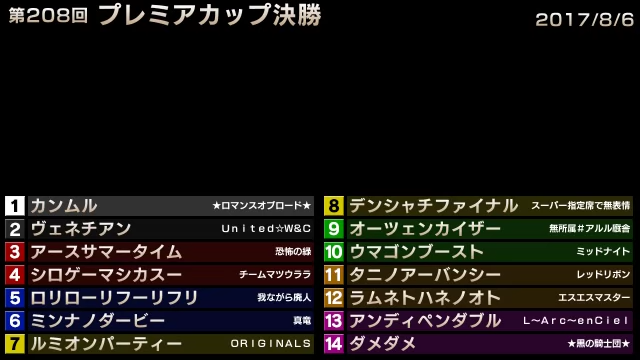 第208回 プレミアカップ決勝 2017/8/6
1 カンムル ★ロマンスオブロード★
2 ヴェネチアン United☆W&C
3 アースサマータイム 恐怖の緑
4 シロゲーマシカスー チームマツウララ
5 ロリローリフーリフリ 我ながら廃人
6 ミンナノダービー 真竜
7 ルミオンパーティー ORIGINALS
8 デンシャチファイナル スーパー指定席で無表情
9 オーツェンカイザー 無所属#アルル厩舎
10 ウマゴンブースト ミッドナイト
11 タニノアーバンシー レッドリボン
12 ラムネトハネノオト エスエスマスター
13 アンディペンダブル L~Arc~enCiel
14 ダメダメ ★黒の騎士団★